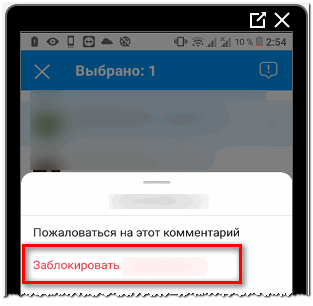 10 % 2:54
Выбрано: 1
Пожаловаться на этот комментарий
Заблокировать